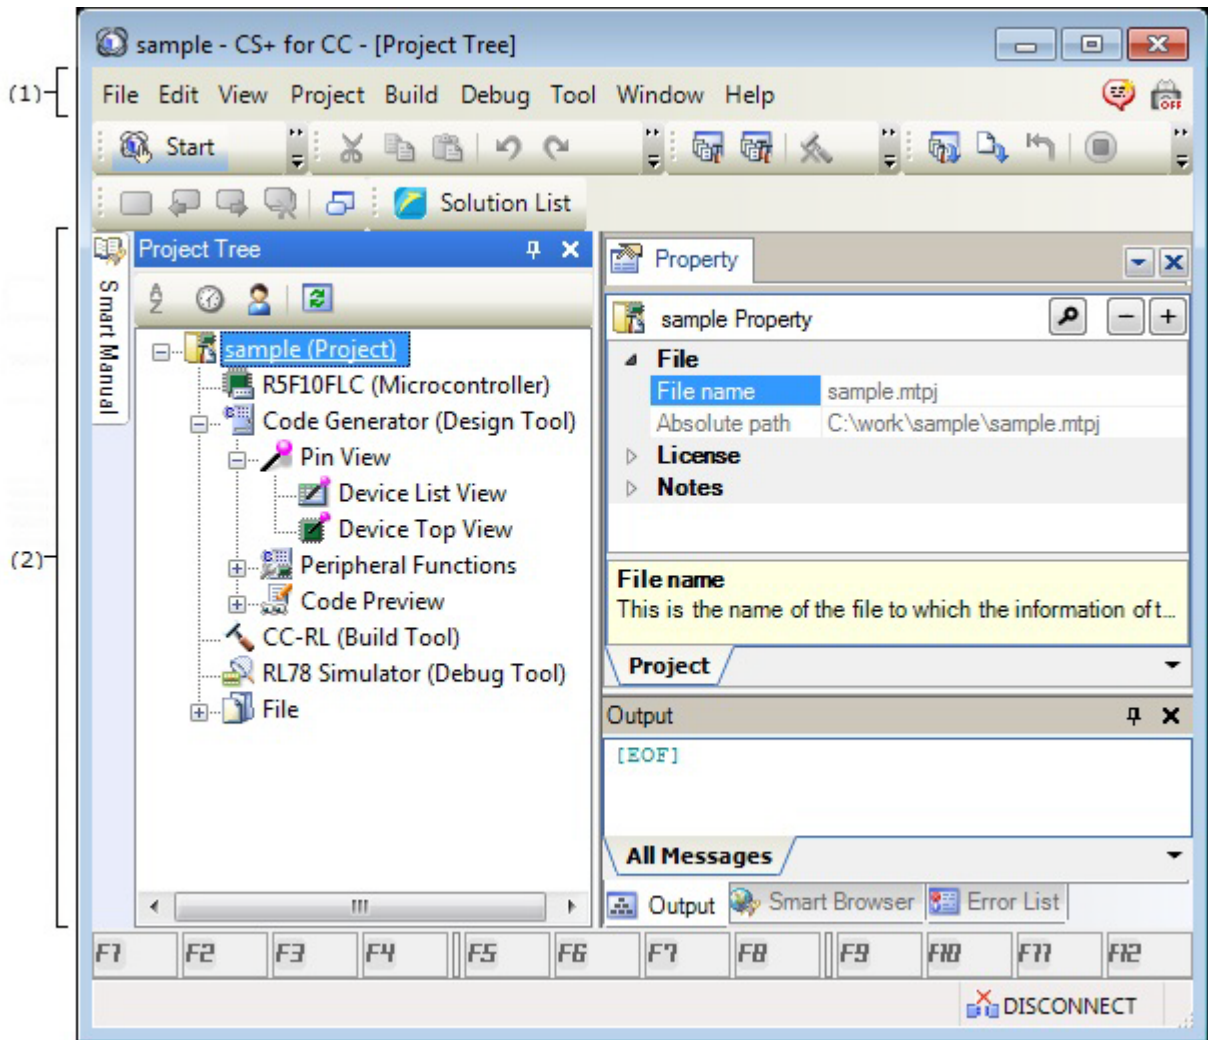 sample - CS+ for CC - [Project Tree]
(1)
File Edit View Project Build Debug Tool Window Help
OFF
Start
Solution List
(2)
Smart Manual
Project Tree
sample (Project)
R5F10FLC (Microcontroller)
Code Generator (Design Tool)
Pin View
Device List View
Device Top View
Peripheral Functions
Code Preview
CC-RL (Build Tool)
RL78 Simulator (Debug Tool)
File
Property
sample Property
File
File name sample.mtpj
Absolute path C:\work\sample\sample.mtpj
License
Notes
File name
This is the name of the file to which the information of t...
Project
Output
[EOF]
All Messages
Output Smart Browser Error List
F1 F2 F3 F4 F5 F6 F7 F8 F9 F10 F11 F12
DISCONNECT